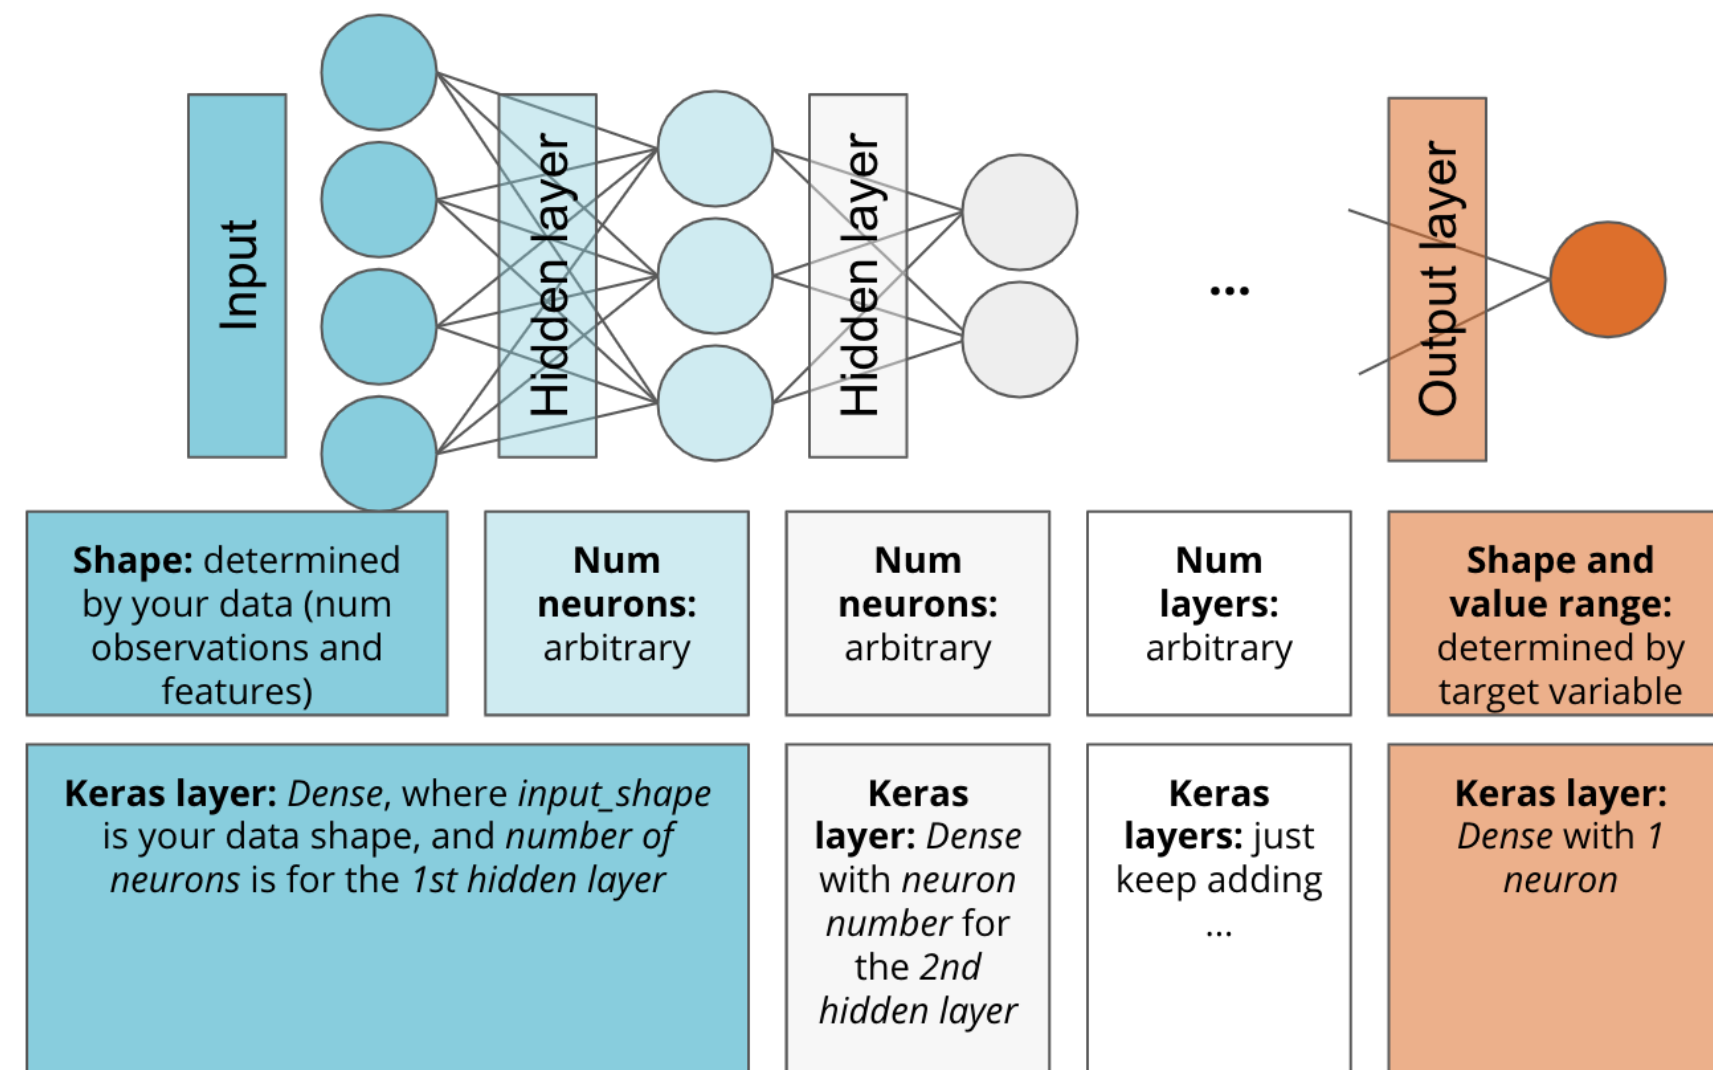 Input
Hidden layer
Hidden layer
...
Output layer
Shape: determined
by your data (num
observations and
features)
Num
neurons:
arbitrary
Num
neurons:
arbitrary
Num
layers:
arbitrary
Shape and
value range:
determined by
target variable
Keras layer: Dense, where input_shape
is your data shape, and number of
neurons is for the 1st hidden layer
Keras
layer: Dense
with neuron
number for
the 2nd
hidden layer
Keras
layers: just
keep adding
...
Keras layer:
Dense with 1
neuron